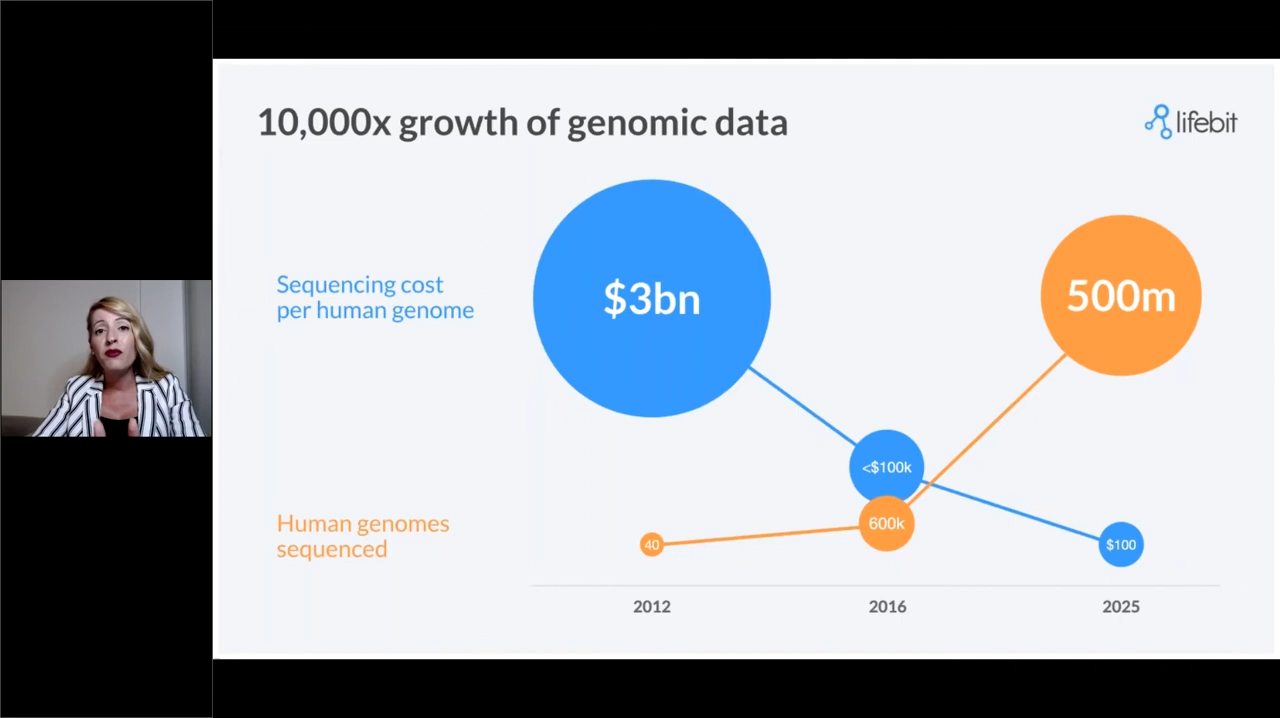 10,000x growth of genomic data
lifebit
Sequencing cost
per human genome
$3bn
500m
<$100k
Human genomes
sequenced
40
600k
$100
2012
2016
2025